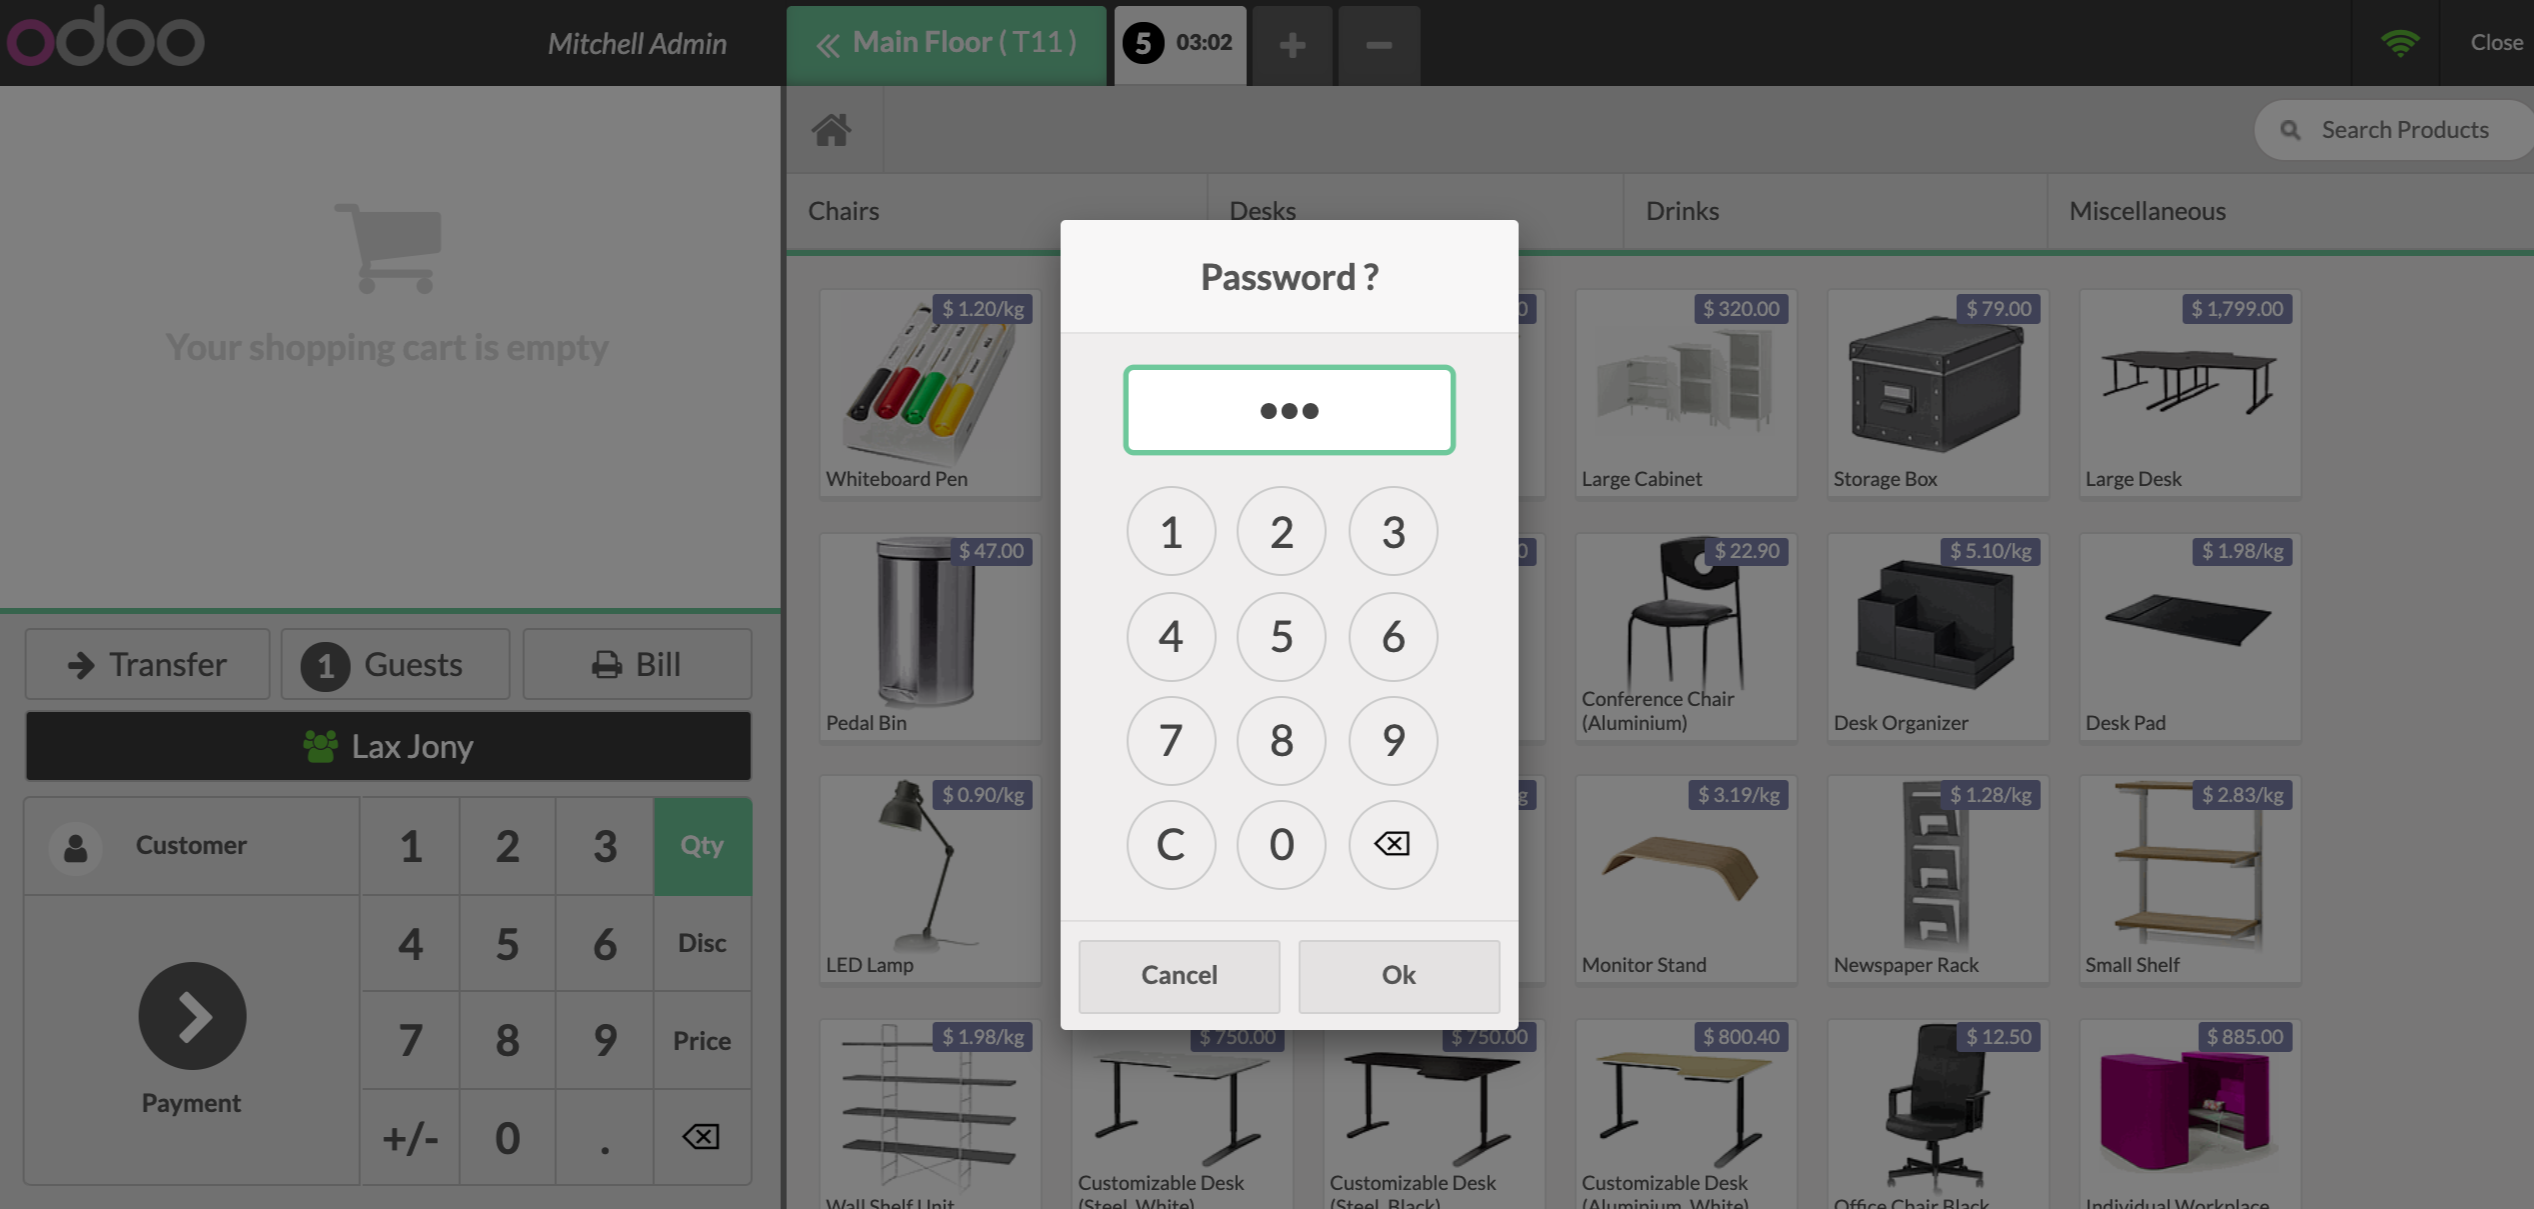 odoo
Mitchell Admin
Main Floor ( T11 )
5 03:02
+
−
Close
Your shopping cart is empty
Transfer
1 Guests
Bill
Lax Jony
Customer
1 2 3 Qty
4 5 6 Disc
7 8 9 Price
+/- 0 .
Payment
Search Products
Chairs
Desks
Drinks
Miscellaneous
$ 1.20/kg
Whiteboard Pen
0
$ 320.00
Large Cabinet
$ 79.00
Storage Box
$ 1,799.00
Large Desk
$ 47.00
Pedal Bin
0
$ 22.90
Conference Chair
(Aluminium)
$ 5.10/kg
Desk Organizer
$ 1.98/kg
Desk Pad
$ 0.90/kg
LED Lamp
g
$ 3.19/kg
Monitor Stand
$ 1.28/kg
Newspaper Rack
$ 2.83/kg
Small Shelf
$ 1.98/kg
Wall Shelf Unit
$ 750.00
Customizable Desk
(Steel, White)
$ 750.00
Customizable Desk
(Steel, Black)
$ 800.40
Customizable Desk
(Aluminium, White)
$ 12.50
Office Chair Black
$ 885.00
Individual Workplace
Password ?
1 2 3
4 5 6
7 8 9
C 0
Cancel
Ok